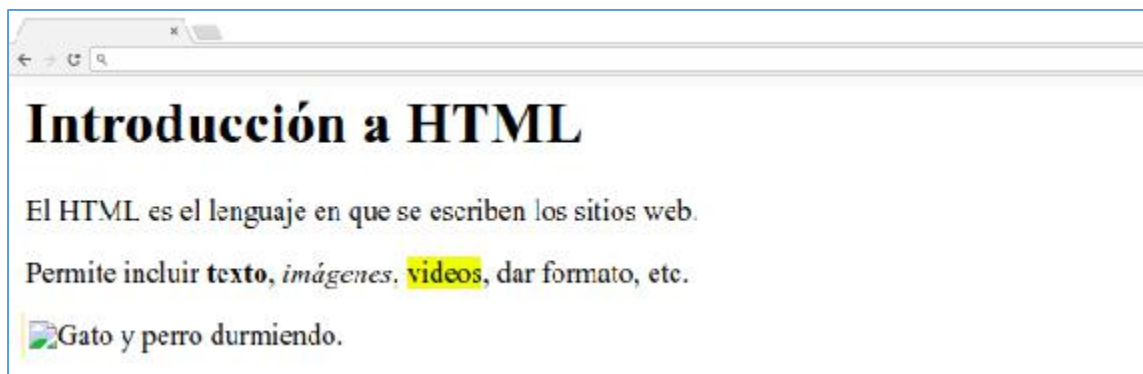 Introducción a HTML
El HTML es el lenguaje en que se escriben los sitios web.
Permite incluir texto, imágenes, videos, dar formato, etc.
Gato y perro durmiendo.